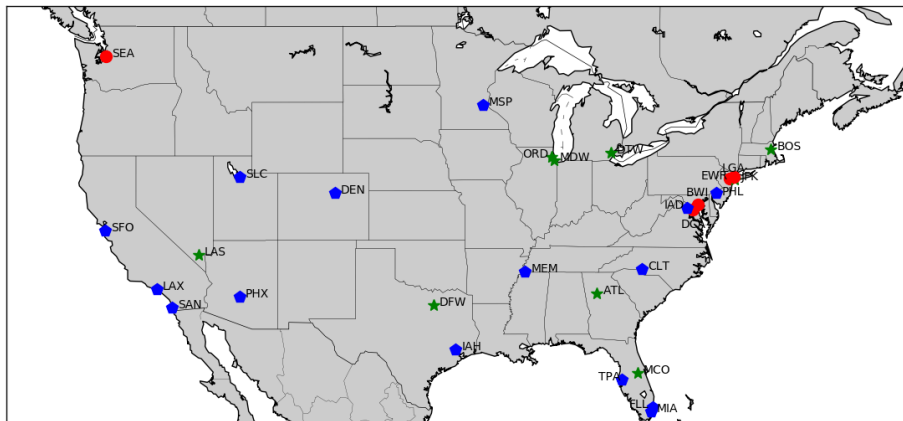 SEA
MSP
BOS
ORD
MDW
DTW
LGA
EWR
JFK
SLC
DEN
PHL
BWI
IAD
DCA
SFO
LAS
MEM
CLT
LAX
PHX
SAN
DFW
ATL
IAH
MCO
TPA
FLL
MIA